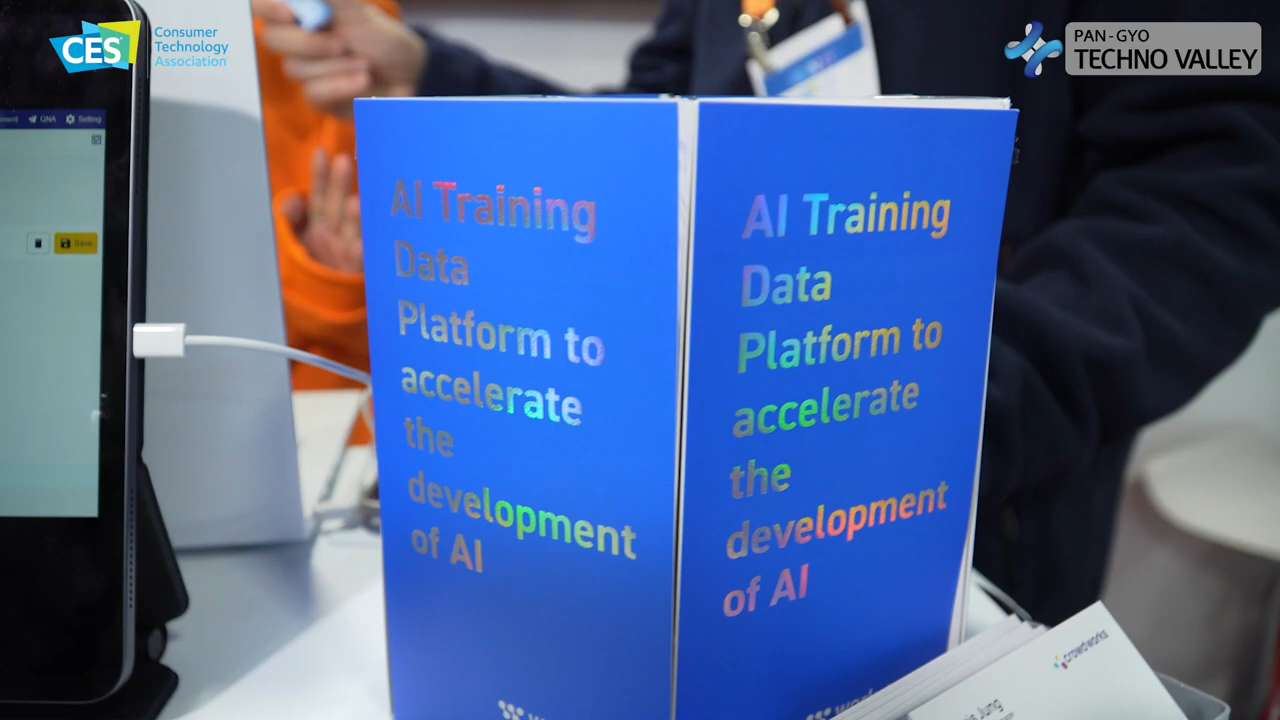 CES
Consumer
Technology
Association
PAN-GYO
TECHNO VALLEY
QNA
Setting
Save
AI Training
Data
Platform to
accelerate
the
development
of AI
AI Training
Data
Platform to
accelerate
the
development
of AI
crowdworks
Jung